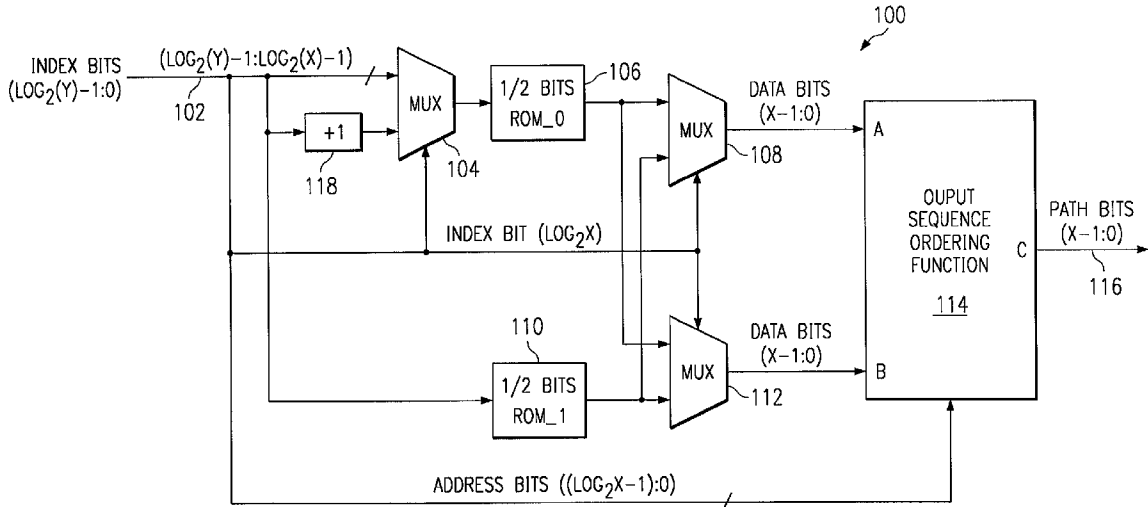 100
INDEX BITS
(LOG2(Y)-1:0)
102
(LOG2(Y)-1:LOG2(X)-1)
+1
118
MUX
104
1/2 BITS
ROM_0
106
MUX
108
DATA BITS
(X-1:0)
A
INDEX BIT (LOG2X)
OUPUT
SEQUENCE
ORDERING
FUNCTION
114
C
PATH BITS
(X-1:0)
116
110
1/2 BITS
ROM_1
MUX
112
DATA BITS
(X-1:0)
B
ADDRESS BITS ((LOG2X-1):0)